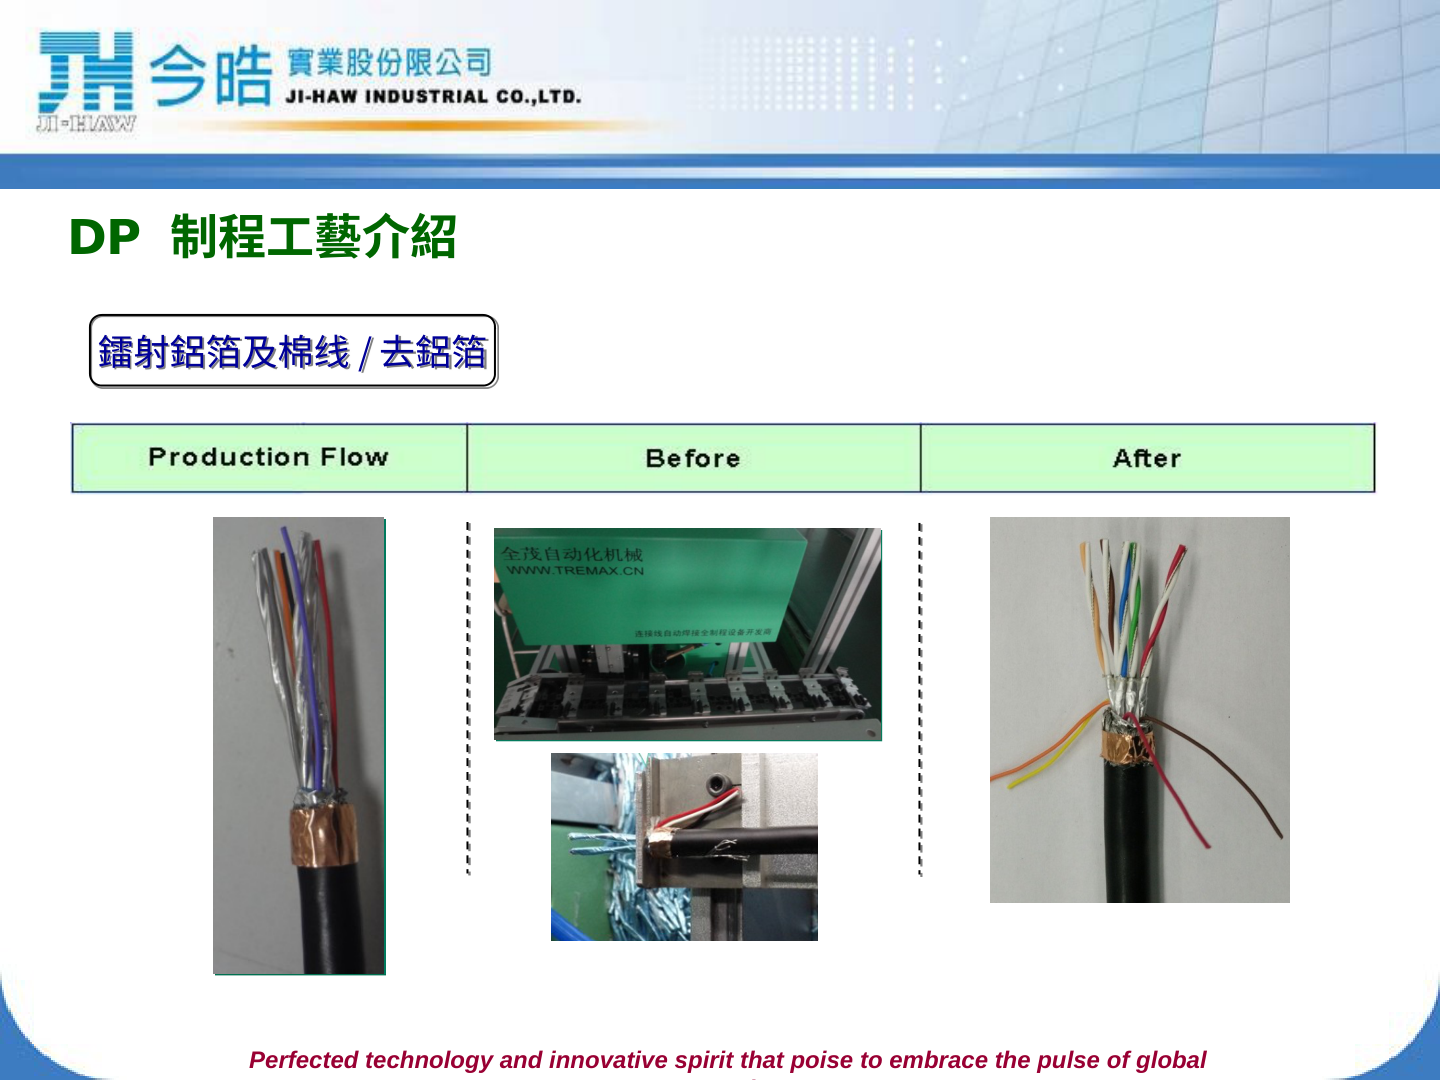 今皓 實業股份限公司
JI-HAW INDUSTRIAL CO.,LTD.
JI-HAW
DP 制程工藝介紹
鐳射鋁箔及棉线 / 去鋁箔
Production Flow
Before
After
全茂自动化机械
WWW.TREMAX.CN
连接线自动焊接全制程设备开发商
Perfected technology and innovative spirit that poise to embrace the pulse of global